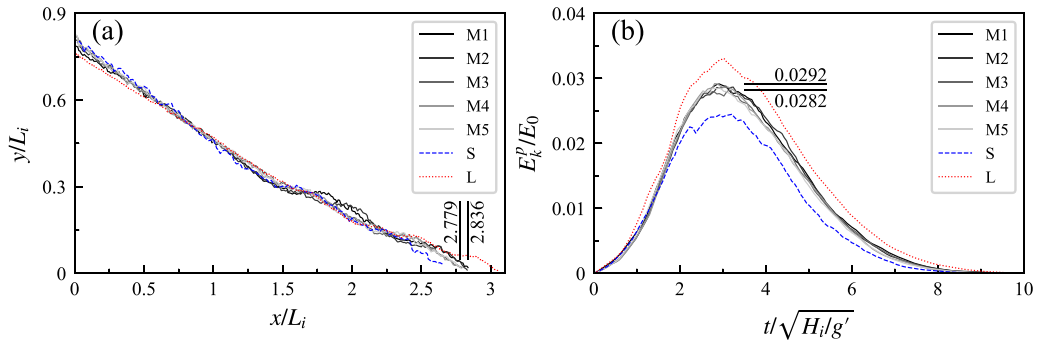 (a)
0.9
0.6
0.3
0
y/L_i
0 0.5 1 1.5 2 2.5 3
x/L_i
M1
M2
M3
M4
M5
S
L
2.779
2.836
(b)
0.04
0.03
0.02
0.01
0.00
E_k^p/E_0
0 2 4 6 8 10
t/√H_i/g′
0.0292
0.0282
M1
M2
M3
M4
M5
S
L